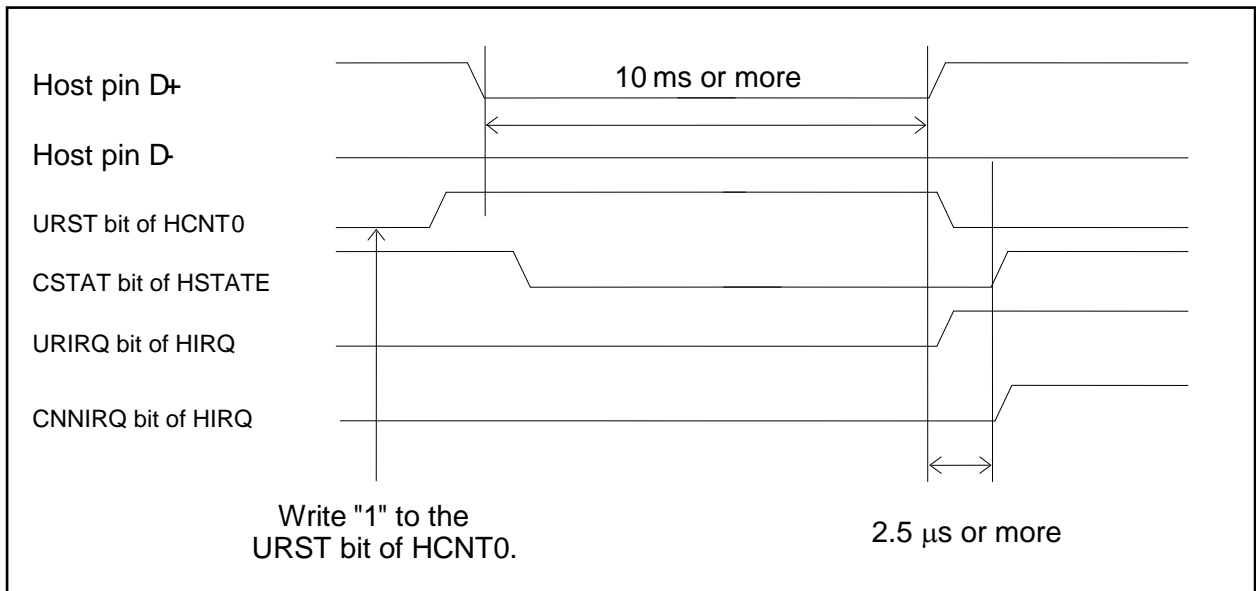 10 ms or more
Host pin D+
Host pin D-
URST bit of HCNT0
CSTAT bit of HSTATE
URIRQ bit of HIRQ
CNNIRQ bit of HIRQ
Write "1" to the
URST bit of HCNT0.
2.5 μs or more